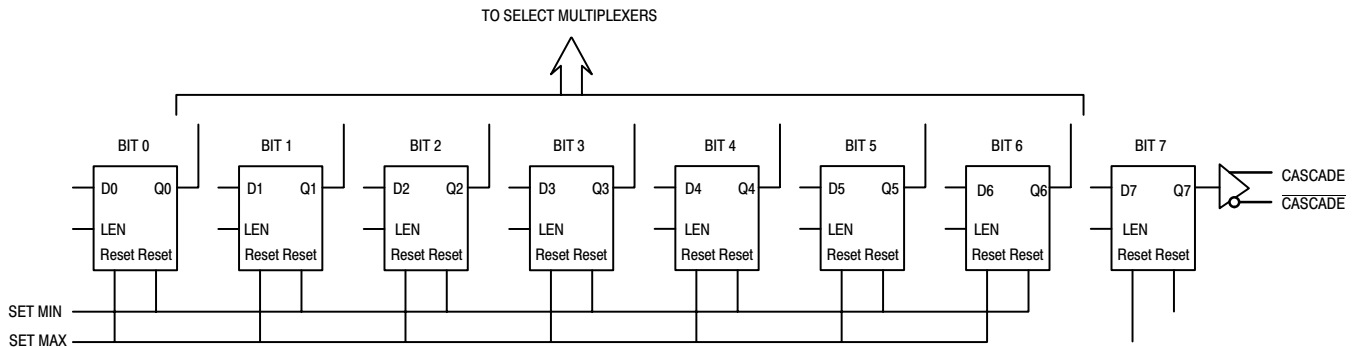 TO SELECT MULTIPLEXERS
BIT 0 BIT 1 BIT 2 BIT 3 BIT 4 BIT 5 BIT 6 BIT 7
D0 Q0 D1 Q1 D2 Q2 D3 Q3 D4 Q4 D5 Q5 D6 Q6 D7 Q7 CASCADE
CASCADE
LEN LEN LEN LEN LEN LEN LEN LEN
Reset Reset Reset Reset Reset Reset Reset Reset Reset Reset Reset Reset Reset Reset Reset Reset
SET MIN
SET MAX